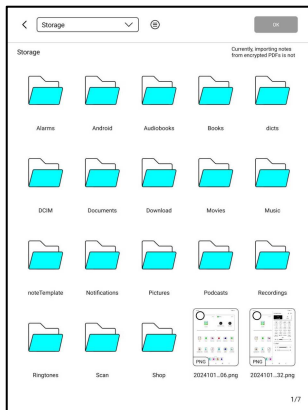 Storage
OK
Storage
Currently, importing notes
from encrypted PDFs is not
Alarms
Android
Audiobooks
Books
dicts
DCIM
Documents
Download
Movies
Music
noteTemplate
Notifications
Pictures
Podcasts
Recordings
PNG
PNG
Ringtones
Scan
Shop
2024101...06.png
2024101...32.png
1/7